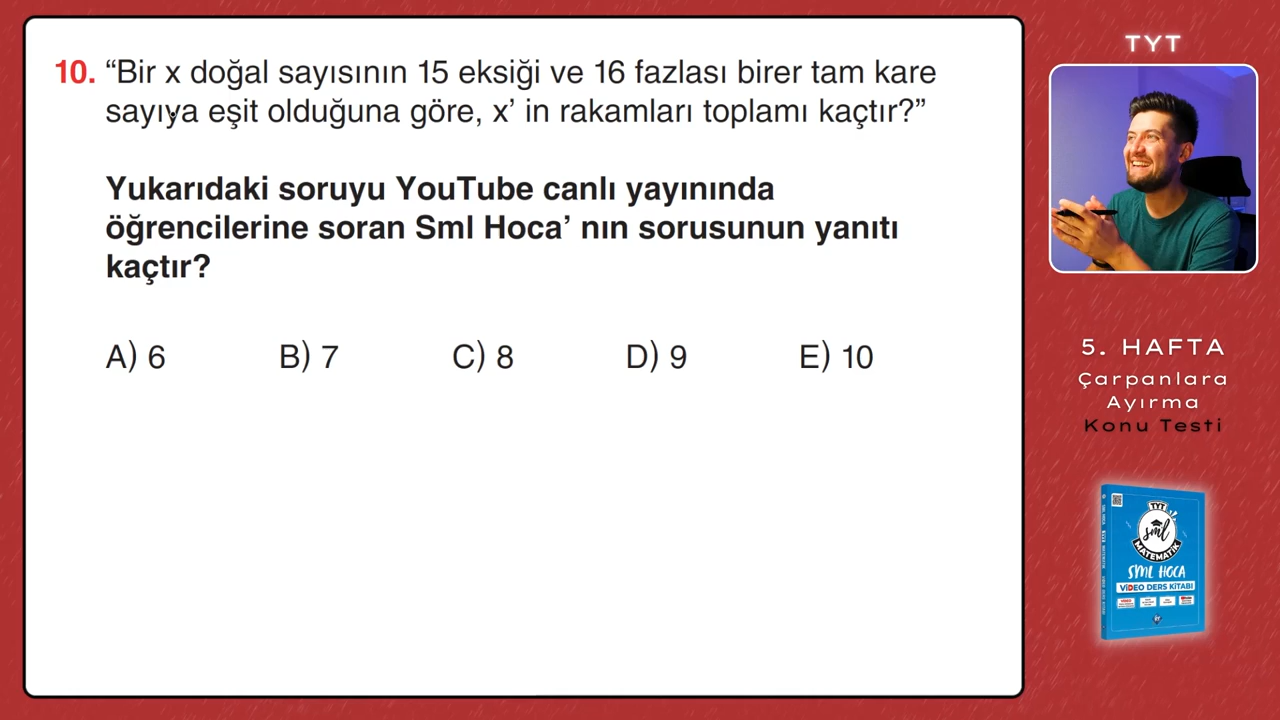 10. “Bir x doğal sayısının 15 eksiği ve 16 fazlası birer tam kare
sayıya eşit olduğuna göre, x’ in rakamları toplamı kaçtır?”
Yukarıdaki soruyu YouTube canlı yayınında
öğrencilerine soran Sml Hoca’ nın sorusunun yanıtı
kaçtır?
A) 6 B) 7 C) 8 D) 9 E) 10
TYT
5. HAFTA
Çarpanlara
Ayırma
Konu Testi
TYT
sml
MATEMATİK
SML HOCA
VİDEO DERS KİTABI